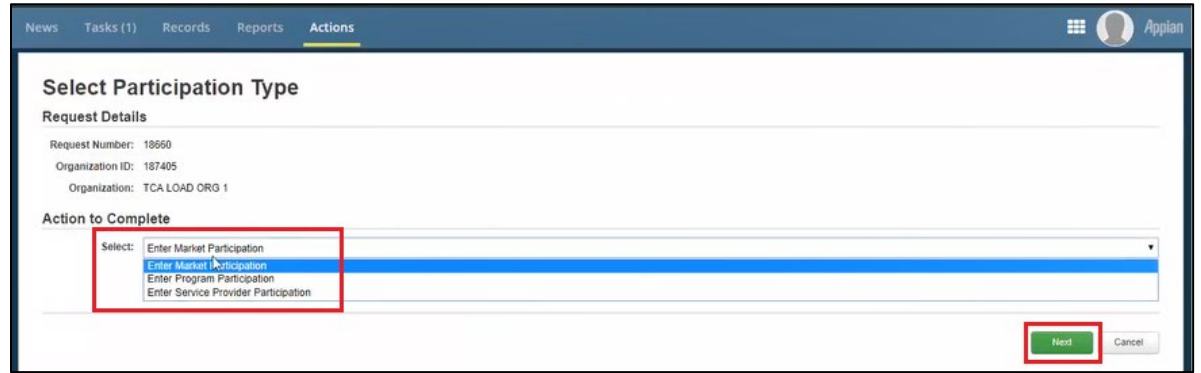 News Tasks (1) Records Reports Actions Appian
Select Participation Type
Request Details
Request Number: 18660
Organization ID: 187405
Organization: TCA LOAD ORG 1
Action to Complete
Select: Enter Market Participation
Enter Market Participation
Enter Program Participation
Enter Service Provider Participation
Next Cancel